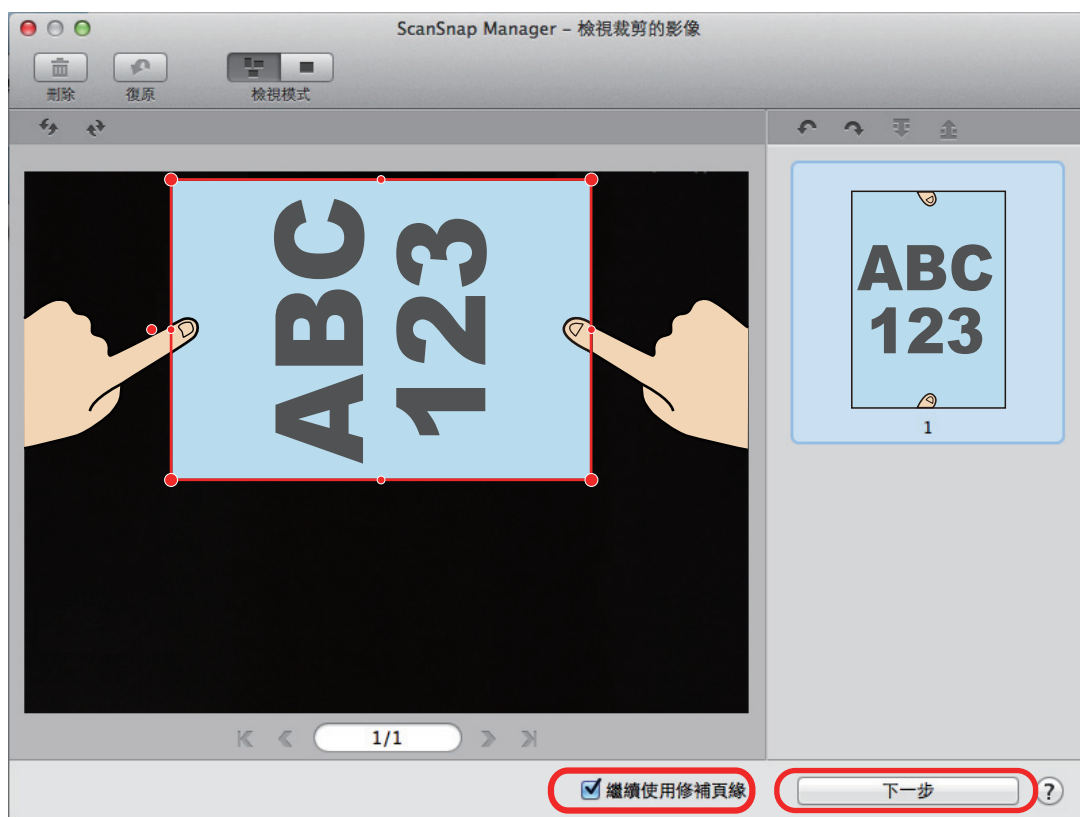 ScanSnap Manager – 檢視裁剪的影像
刪除 復原 檢視模式
ABC
123
ABC
123
1
1/1
繼續使用修補頁緣 下一步 ?